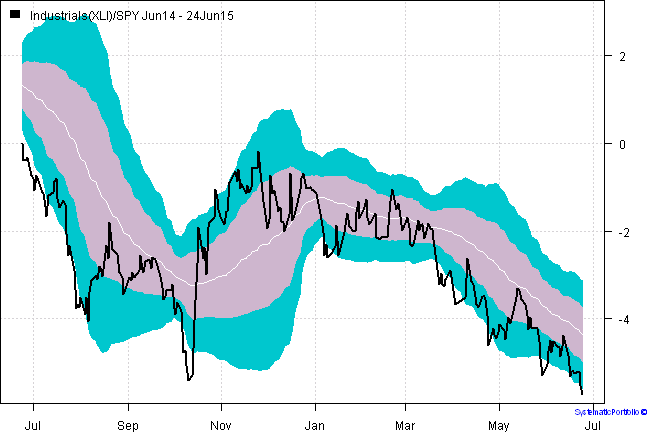 Industrials(XLI)/SPY Jun14 - 24Jun15
2
0
-2
-4
Jul Sep Nov Jan Mar May Jul
SystematicPortfolio ©